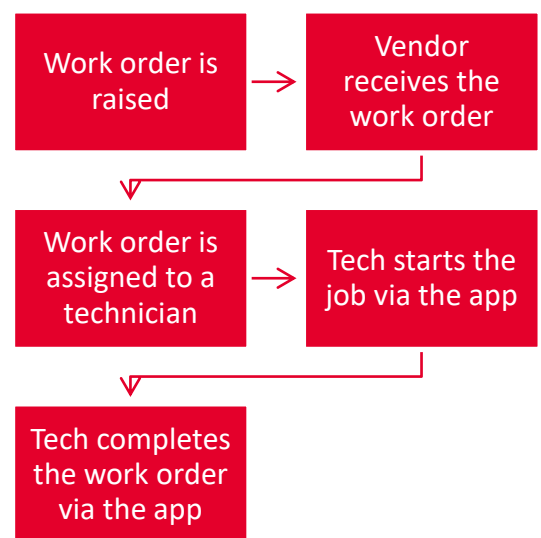 Work order is
raised
Vendor
receives the
work order
Work order is
assigned to a
technician
Tech starts the
job via the app
Tech completes
the work order
via the app